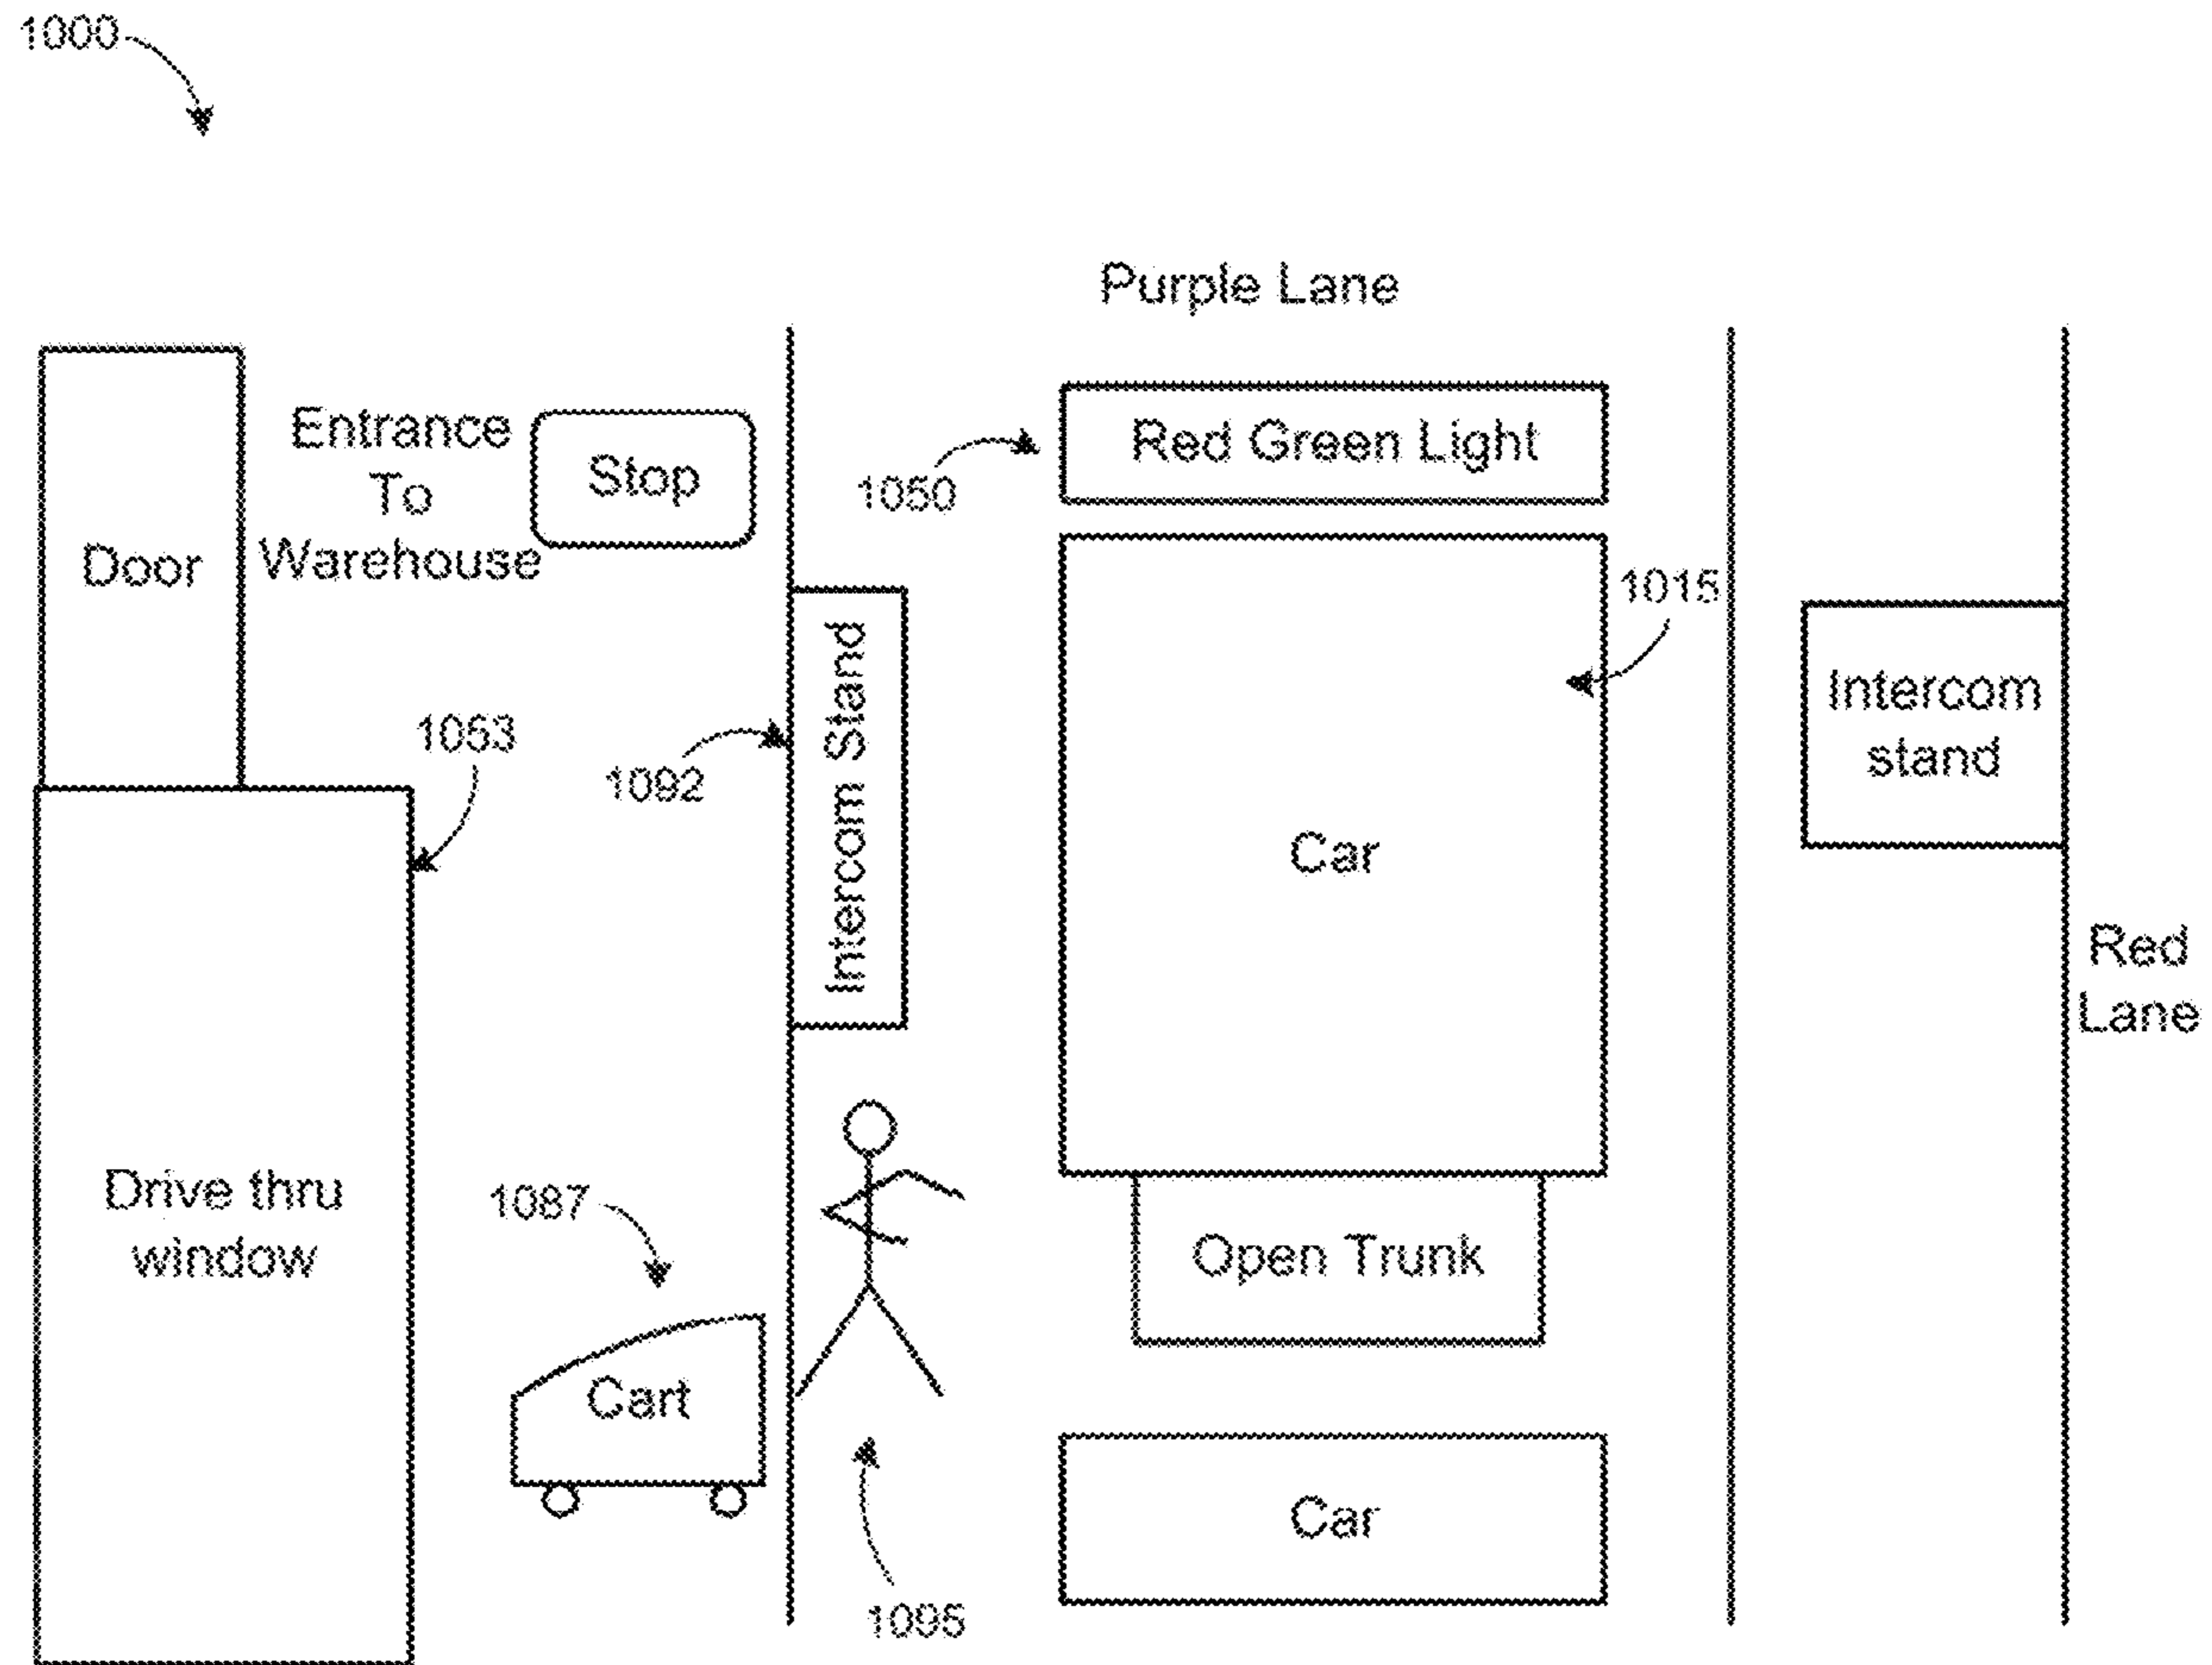 1000
Purple Lane
Red Green Light
1050
Entrance
To
Warehouse
Stop
Door
1015
Intercom
stand
1053
1092
Intercom Stand
Car
Red
Lane
Drive thru
window
1087
Open Trunk
Cart
Car
1095